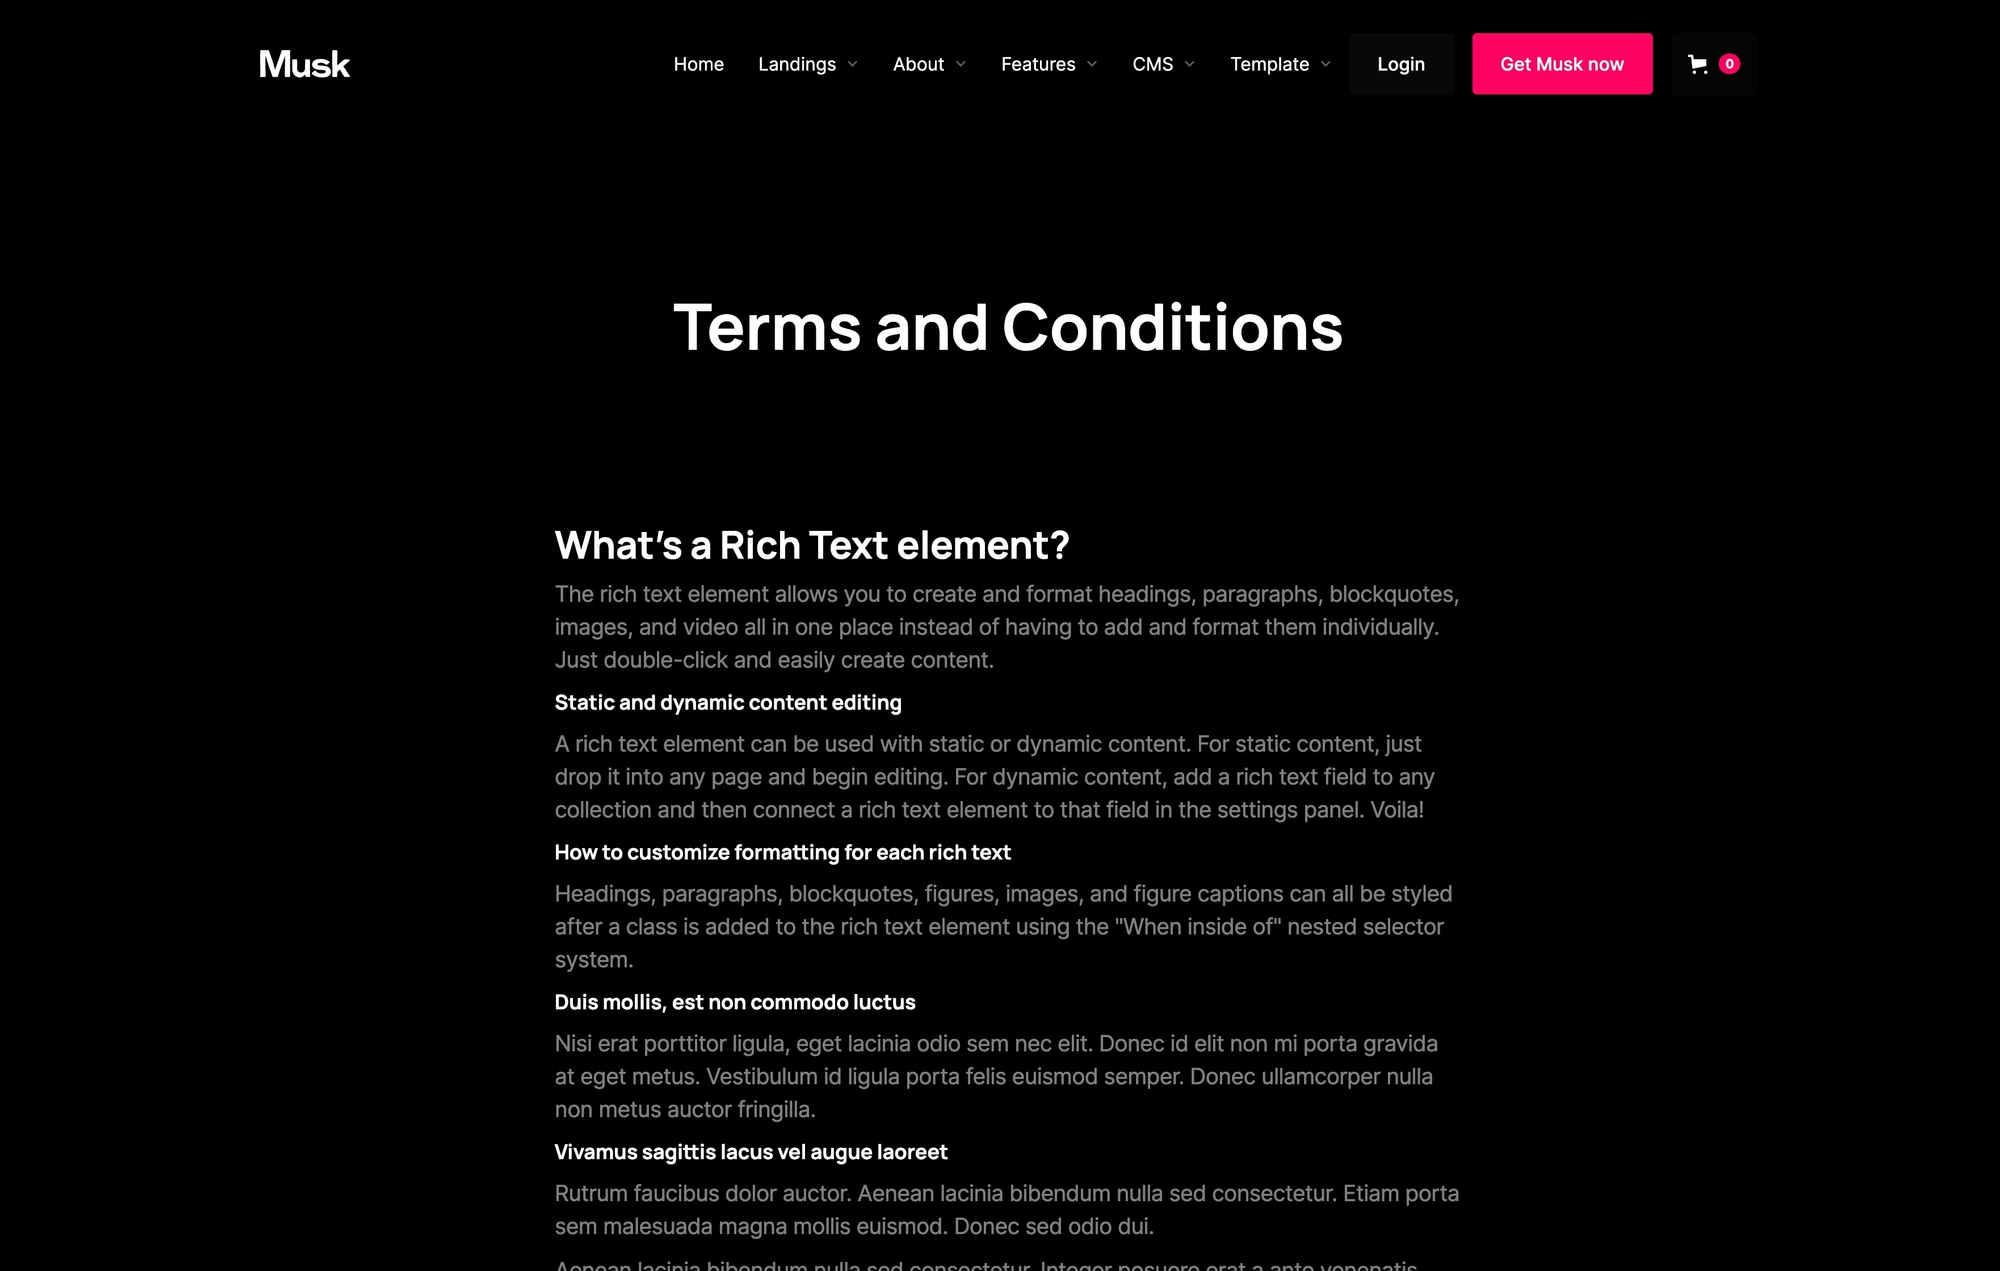 Musk
Home Landings About Features CMS Template Login Get Musk now 0
Terms and Conditions
What's a Rich Text element?
The rich text element allows you to create and format headings, paragraphs, blockquotes,
images, and video all in one place instead of having to add and format them individually.
Just double-click and easily create content.
Static and dynamic content editing
A rich text element can be used with static or dynamic content. For static content, just
drop it into any page and begin editing. For dynamic content, add a rich text field to any
collection and then connect a rich text element to that field in the settings panel. Voila!
How to customize formatting for each rich text
Headings, paragraphs, blockquotes, figures, images, and figure captions can all be styled
after a class is added to the rich text element using the "When inside of" nested selector
system.
Duis mollis, est non commodo luctus
Nisi erat porttitor ligula, eget lacinia odio sem nec elit. Donec id elit non mi porta gravida
at eget metus. Vestibulum id ligula porta felis euismod semper. Donec ullamcorper nulla
non metus auctor fringilla.
Vivamus sagittis lacus vel augue laoreet
Rutrum faucibus dolor auctor. Aenean lacinia bibendum nulla sed consectetur. Etiam porta
sem malesuada magna mollis euismod. Donec sed odio dui.
Aenean lacinia bibendum nulla sed consectetur. Integer posuere erat a ante venenatis